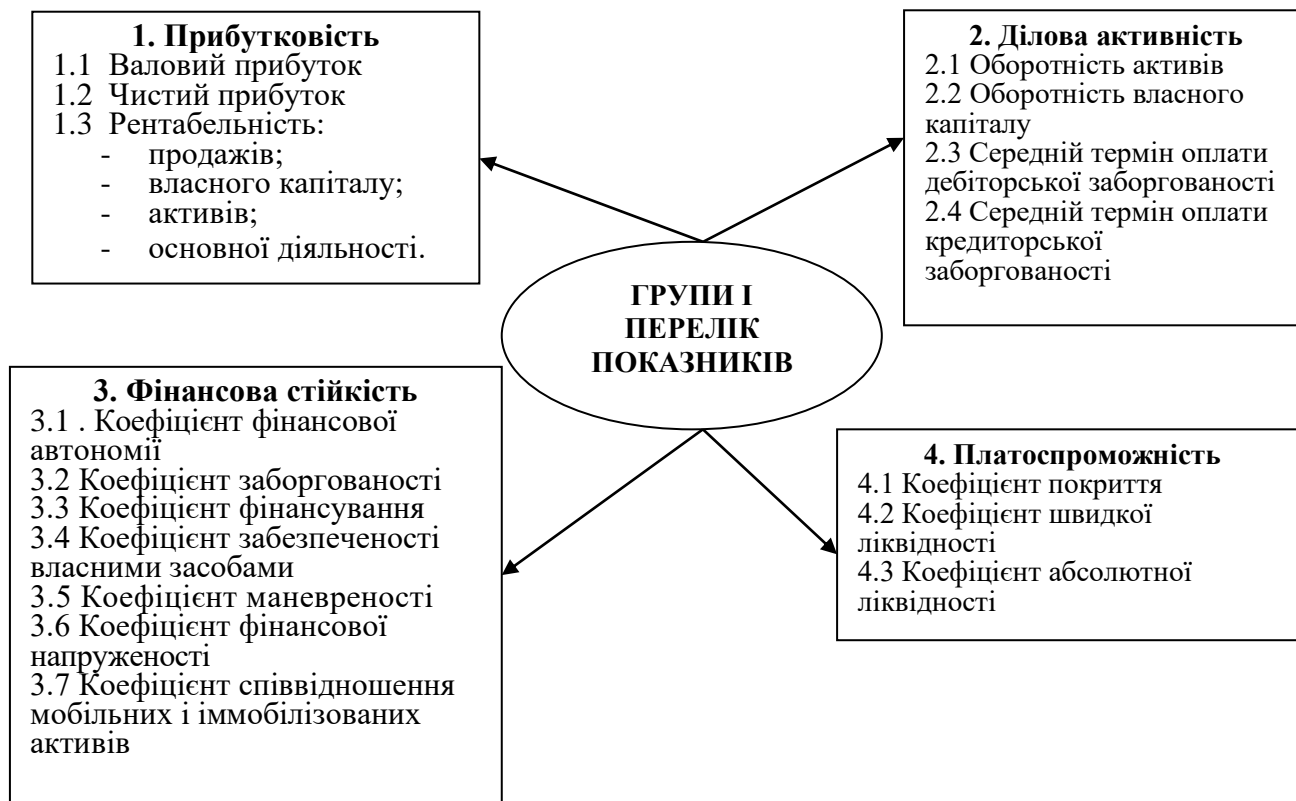 1. Прибутковість
1.1 Валовий прибуток
1.2 Чистий прибуток
1.3 Рентабельність:
- продажів;
- власного капіталу;
- активів;
- основної діяльності.
2. Ділова активність
2.1 Оборотність активів
2.2 Оборотність власного
капіталу
2.3 Середній термін оплати
дебіторської заборгованості
2.4 Середній термін оплати
кредиторської
заборгованості
ГРУПИ І
ПЕРЕЛІК
ПОКАЗНИКІВ
3. Фінансова стійкість
3.1 . Коефіцієнт фінансової
автономії
3.2 Коефіцієнт заборгованості
3.3 Коефіцієнт фінансування
3.4 Коефіцієнт забезпеченості
власними засобами
3.5 Коефіцієнт маневреності
3.6 Коефіцієнт фінансової
напруженості
3.7 Коефіцієнт співвідношення
мобільних і іммобілізованих
активів
4. Платоспроможність
4.1 Коефіцієнт покриття
4.2 Коефіцієнт швидкої
ліквідності
4.3 Коефіцієнт абсолютної
ліквідності